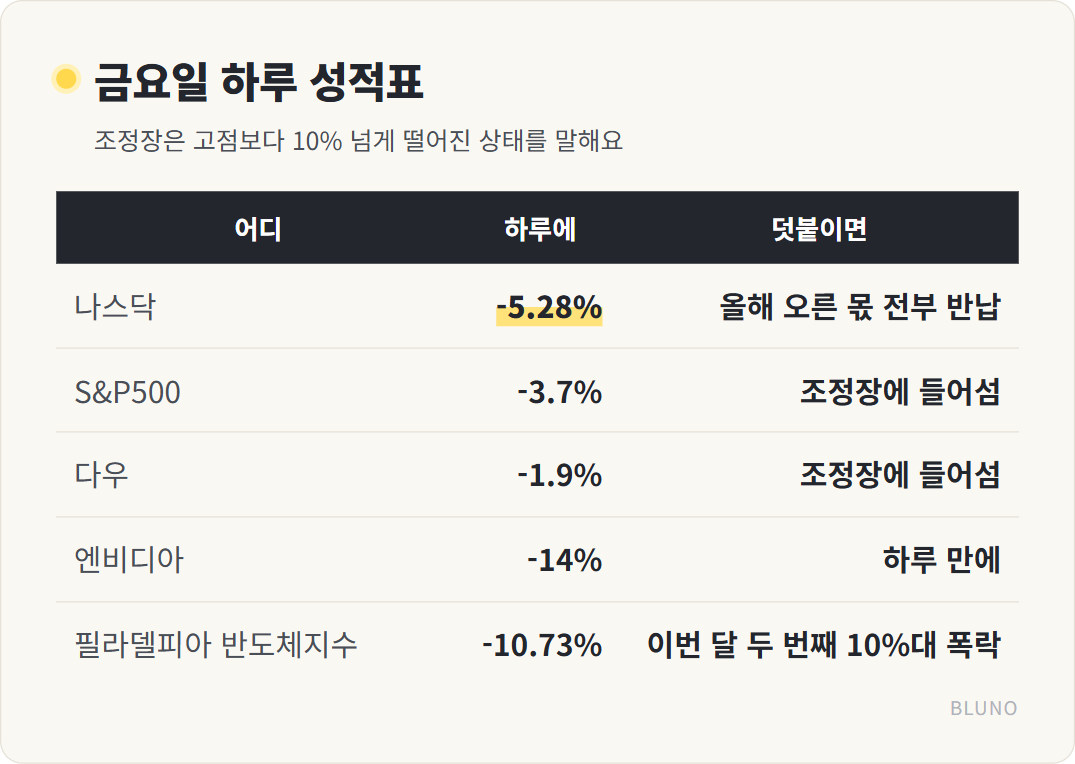 금요일 하루 성적표
조정장은 고점보다 10% 넘게 떨어진 상태를 말해요
어디 하루에 덧붙이면
나스닥 -5.28% 올해 오른 몫 전부 반납
S&P500 -3.7% 조정장에 들어섬
다우 -1.9% 조정장에 들어섬
엔비디아 -14% 하루 만에
필라델피아 반도체지수 -10.73% 이번 달 두 번째 10%대 폭락
BLUNO